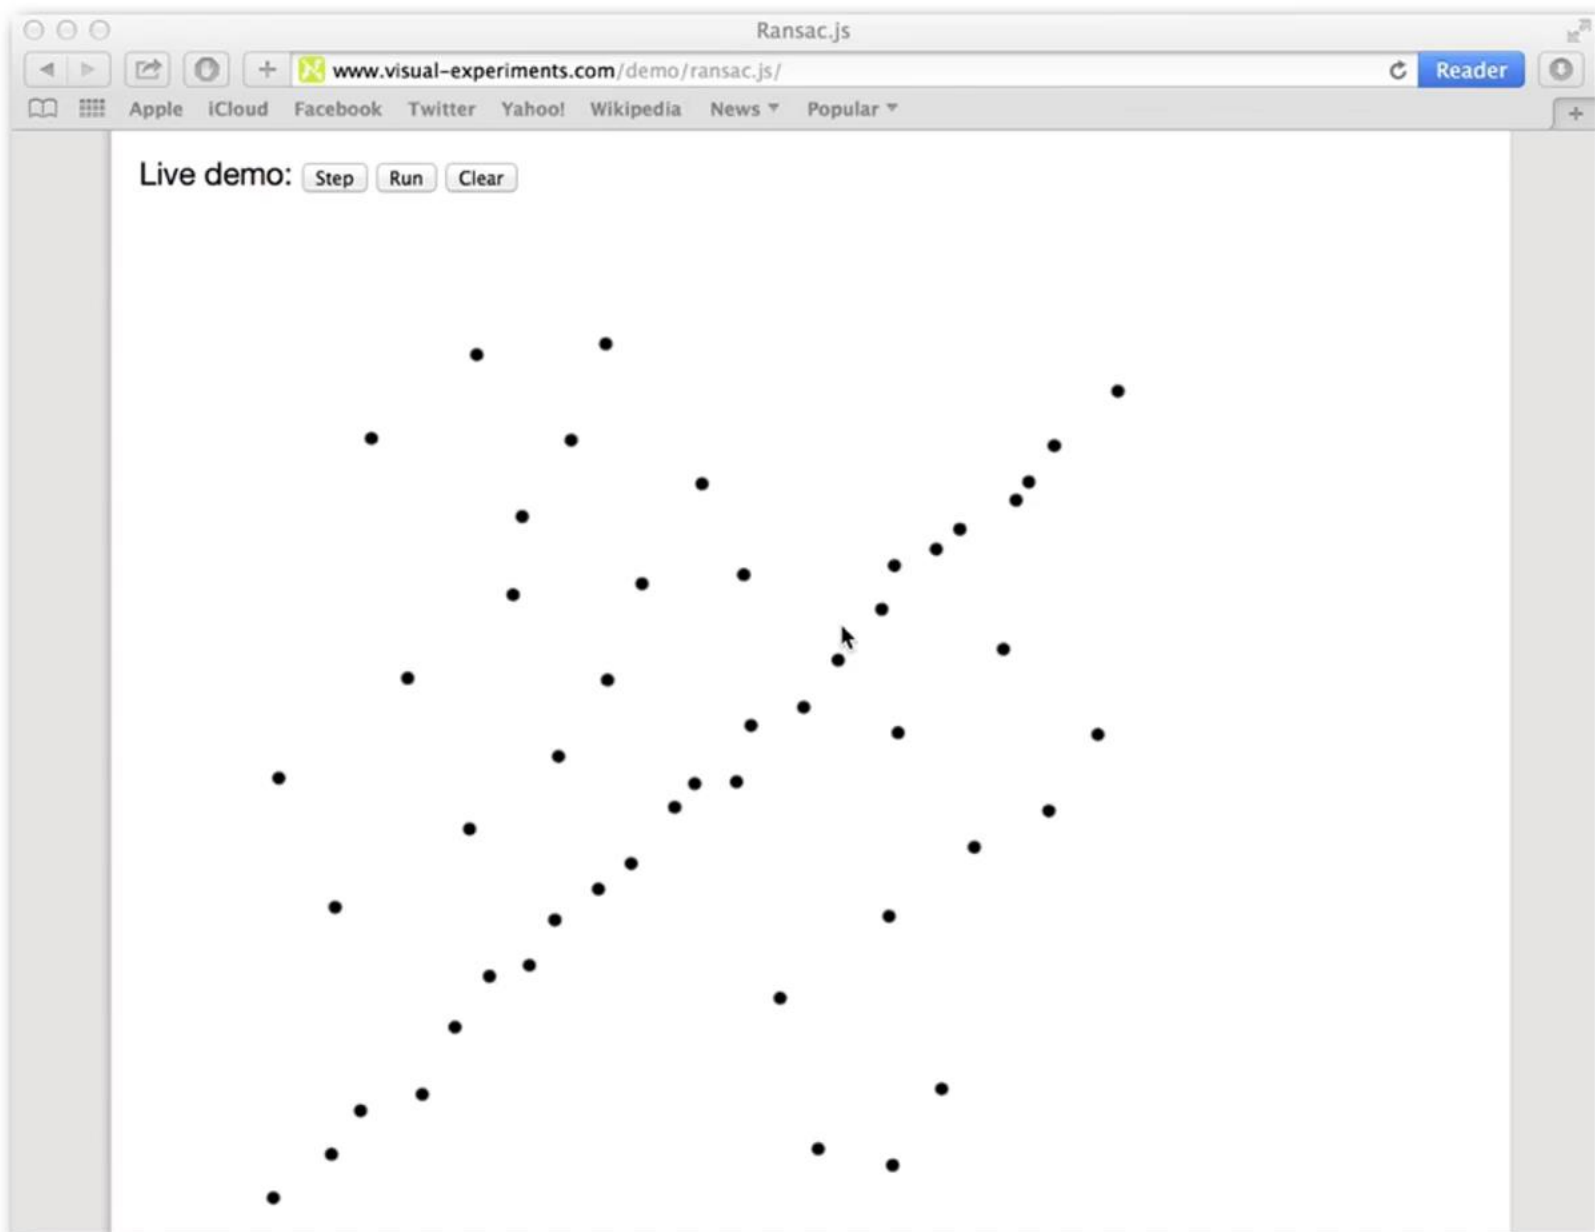 Ransac.js
www.visual-experiments.com/demo/ransac.js/ Reader
Apple iCloud Facebook Twitter Yahoo! Wikipedia News Popular
Live demo: Step Run Clear